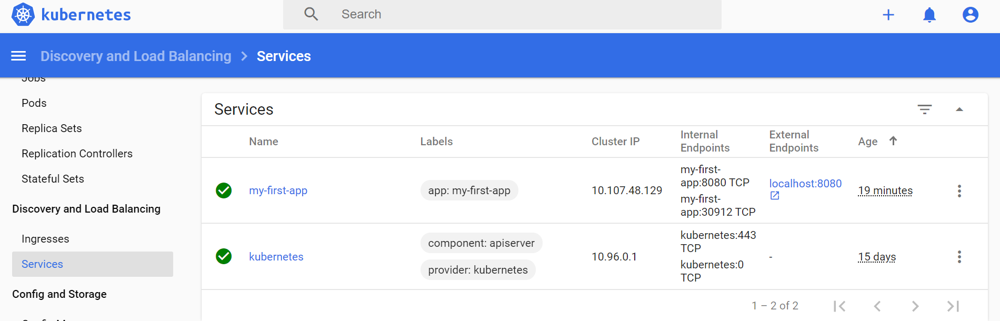 kubernetes
Search
Discovery and Load Balancing
Services
Jobs
Pods
Replica Sets
Replication Controllers
Stateful Sets
Discovery and Load Balancing
Ingresses
Services
Config and Storage
Services
Name
Labels
Cluster IP
Internal
Endpoints
External
Endpoints
Age
my-first-app
app: my-first-app
10.107.48.129
my-first-
app:8080 TCP
my-first-
app:30912 TCP
localhost:8080
19 minutes
kubernetes
component: apiserver
provider: kubernetes
10.96.0.1
kubernetes:443
TCP
kubernetes:0
TCP
-
15 days
1 – 2 of 2